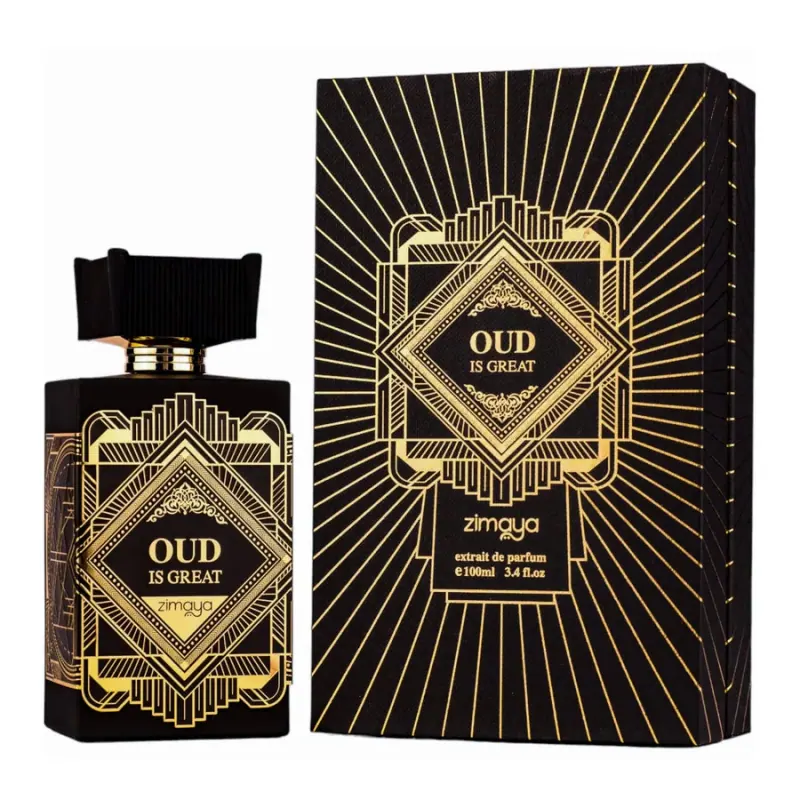 OUD
IS GREAT
zimaya
OUD
IS GREAT
zimaya
extrait de parfum
e100ml 3.4 fl.oz